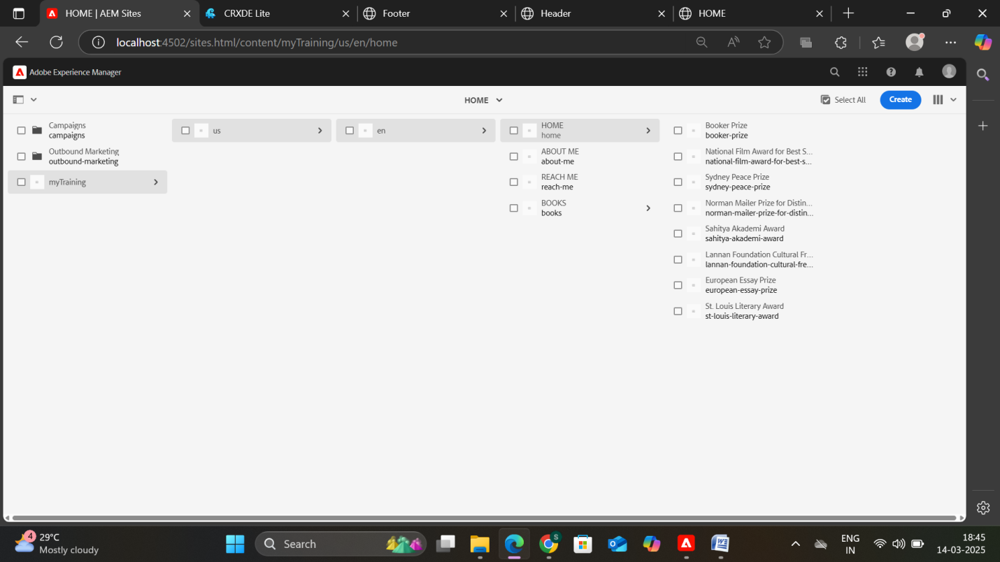 HOME | AEM Sites
CRXDE Lite
Footer
Header
HOME
localhost:4502/sites.html/content/myTraining/us/en/home
Adobe Experience Manager
HOME
Select All
Create
Campaigns
campaigns
Outbound Marketing
outbound-marketing
myTraining
us
en
HOME
home
ABOUT ME
about-me
REACH ME
reach-me
BOOKS
books
Booker Prize
booker-prize
National Film Award for Best S...
national-film-award-for-best-s...
Sydney Peace Prize
sydney-peace-prize
Norman Mailer Prize for Distin...
norman-mailer-prize-for-distin...
Sahitya Akademi Award
sahitya-akademi-award
Lannan Foundation Cultural Fr...
lannan-foundation-cultural-fre...
European Essay Prize
european-essay-prize
St. Louis Literary Award
st-louis-literary-award
4
29°C
Mostly cloudy
Search
S
ENG
IN
18:45
14-03-2025